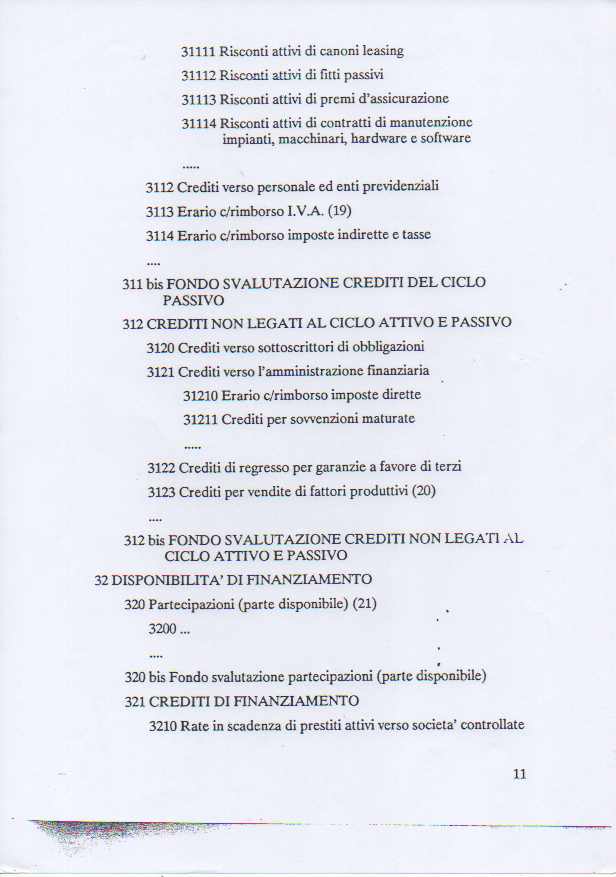 31111 Risconti attivi di canoni leasing
31112 Risconti attivi di fitti passivi
31113 Risconti attivi di premi d'assicurazione
31114 Risconti attivi di contratti di manutenzione
impianti, macchinari, hardware e software
.....
3112 Crediti verso personale ed enti previdenziali
3113 Erario c/rimborso I.V.A. (19)
3114 Erario c/rimborso imposte indirette e tasse
....
311 bis FONDO SVALUTAZIONE CREDITI DEL CICLO
PASSIVO
312 CREDITI NON LEGATI AL CICLO ATTIVO E PASSIVO
3120 Crediti verso sottoscrittori di obbligazioni
3121 Crediti verso l'amministrazione finanziaria
31210 Erario c/rimborso imposte dirette
31211 Crediti per sovvenzioni maturate
.....
3122 Crediti di regresso per garanzie a favore di terzi
3123 Crediti per vendite di fattori produttivi (20)
....
312 bis FONDO SVALUTAZIONE CREDITI NON LEGATI AL
CICLO ATTIVO E PASSIVO
32 DISPONIBILITA' DI FINANZIAMENTO
320 Partecipazioni (parte disponibile) (21)
3200 ...
....
320 bis Fondo svalutazione partecipazioni (parte disponibile)
321 CREDITI DI FINANZIAMENTO
3210 Rate in scadenza di prestiti attivi verso societa' controllate
11